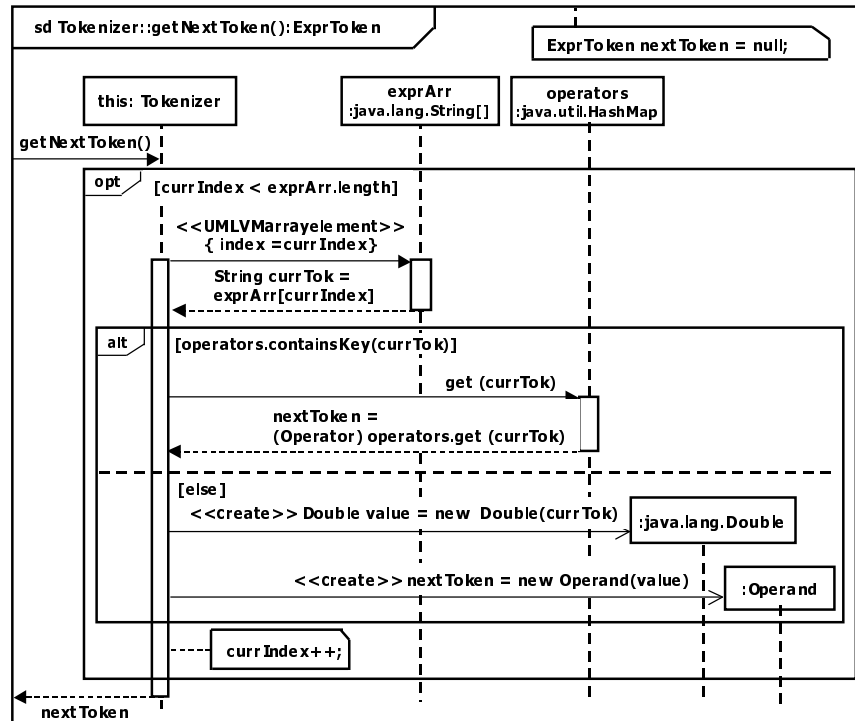 sd Tokenizer::getNextToken():ExprToken
ExprToken nextToken = null;
this: Tokenizer
exprArr
:java.lang.String[]
operators
:java.util.HashMap
getNextToken()
opt
[currIndex < exprArr.length]
<<UMLVMarrayelement>>
{ index =currIndex}
String currTok =
exprArr[currIndex]
alt
[operators.containsKey(currTok)]
get (currTok)
nextToken =
(Operator) operators.get (currTok)
[else]
<<create>> Double value = new Double(currTok)
:java.lang.Double
<<create>> nextToken = new Operand(value)
:Operand
currIndex++;
nextToken